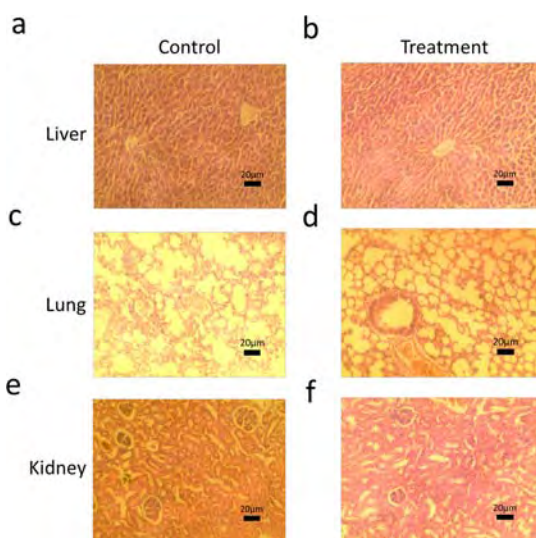 a
b
Control
Treatment
Liver
20μm
20μm
c
d
Lung
20μm
20μm
e
f
Kidney
20μm
20μm